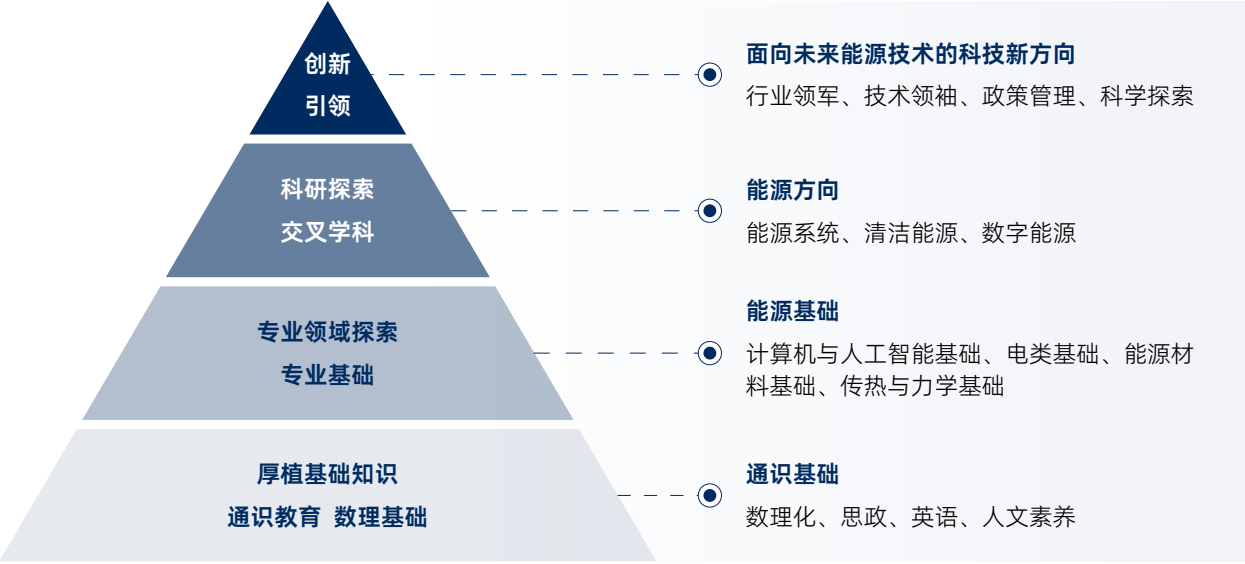 创新
引领
面向未来能源技术的科技新方向
行业领军、技术领袖、政策管理、科学探索
科研探索
交叉学科
能源方向
能源系统、清洁能源、数字能源
专业领域探索
专业基础
能源基础
计算机与人工智能基础、电类基础、能源材
料基础、传热与力学基础
厚植基础知识
通识教育 数理基础
通识基础
数理化、思政、英语、人文素养